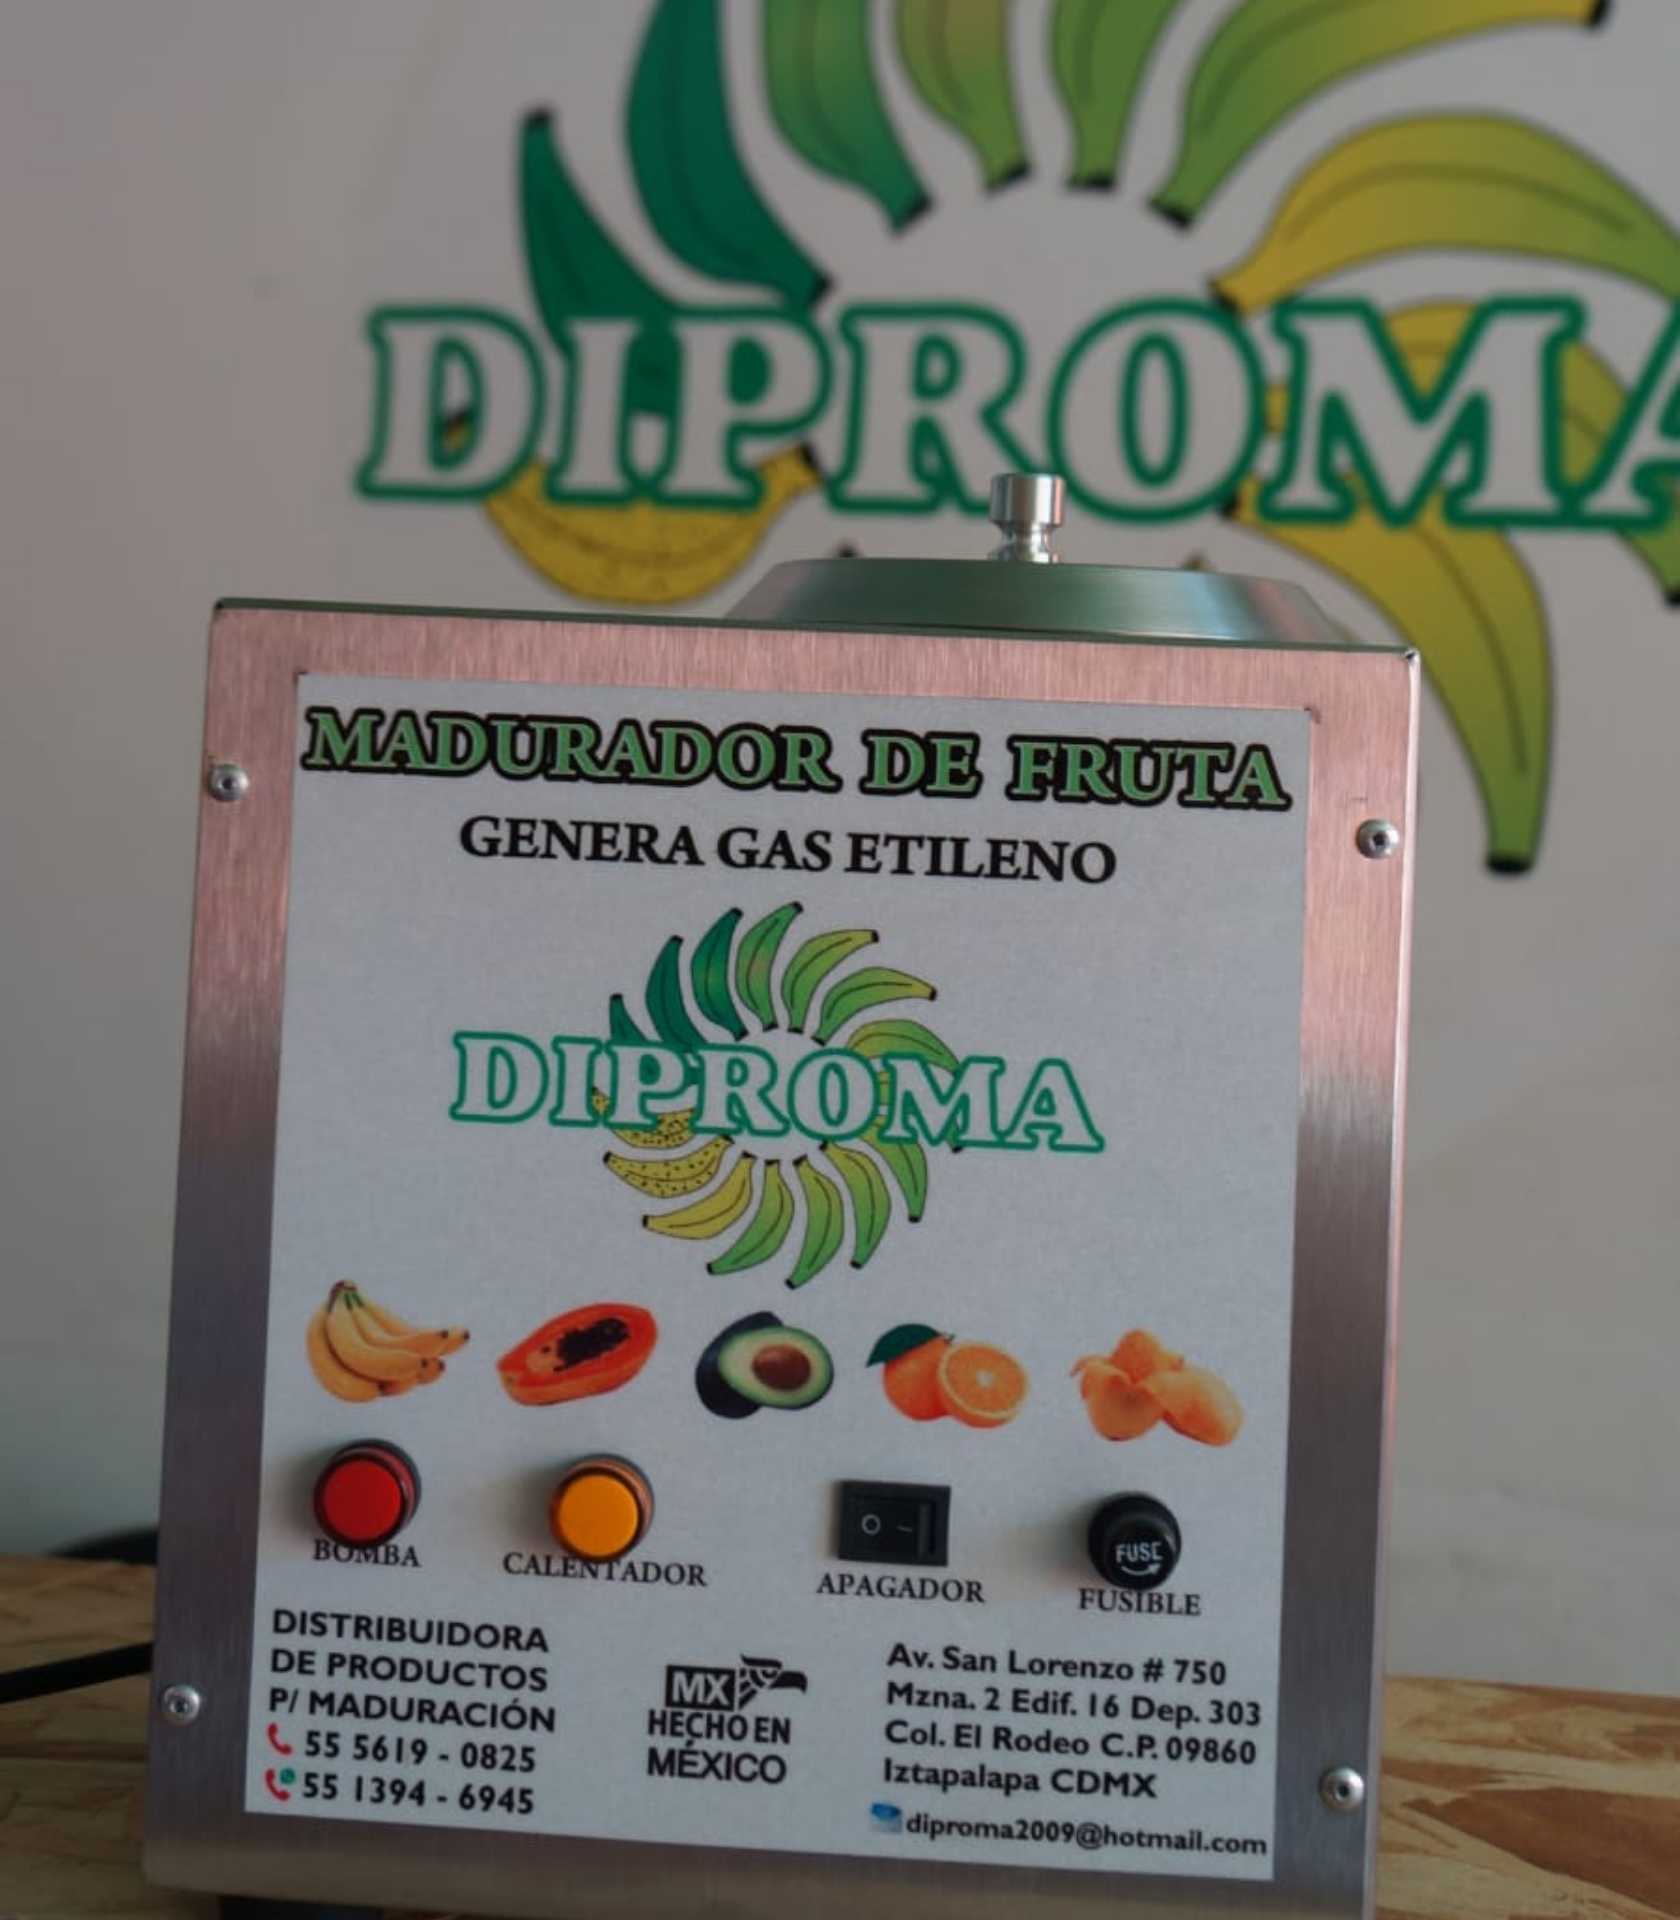 DIPROMA
MADURADOR DE FRUTA
GENERA GAS ETILENO
DIPROMA
BOMBA
CALENTADOR
O –
APAGADOR
FUSE
FUSIBLE
DISTRIBUIDORA
DE PRODUCTOS
P/ MADURACIÓN
55 5619 - 0825
55 1394 - 6945
MX
HECHO EN
MÉXICO
Av. San Lorenzo # 750
Mzna. 2 Edif. 16 Dep. 303
Col. El Rodeo C.P. 09860
Iztapalapa CDMX
diproma2009@hotmail.com